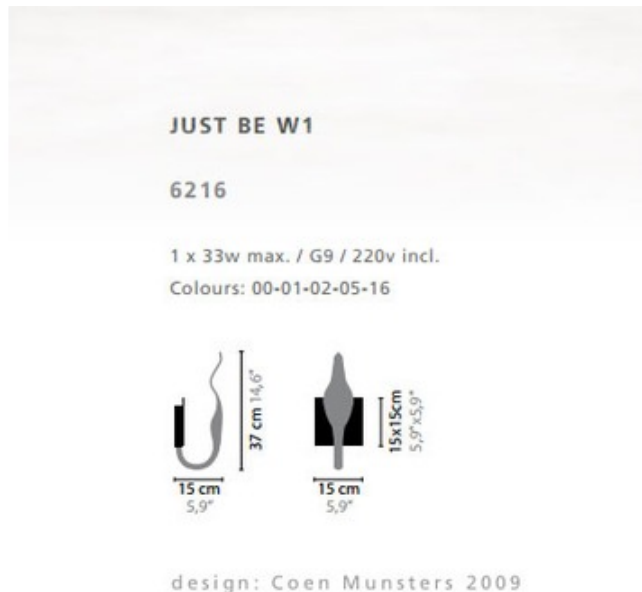 JUST BE W1
6216
1 x 33w max. / G9 / 220v incl.
Colours: 00-01-02-05-16
37 cm 14,6"
15x15cm
5,9"x5,9"
15 cm
5,9"
15 cm
5,9"
design: Coen Munsters 2009